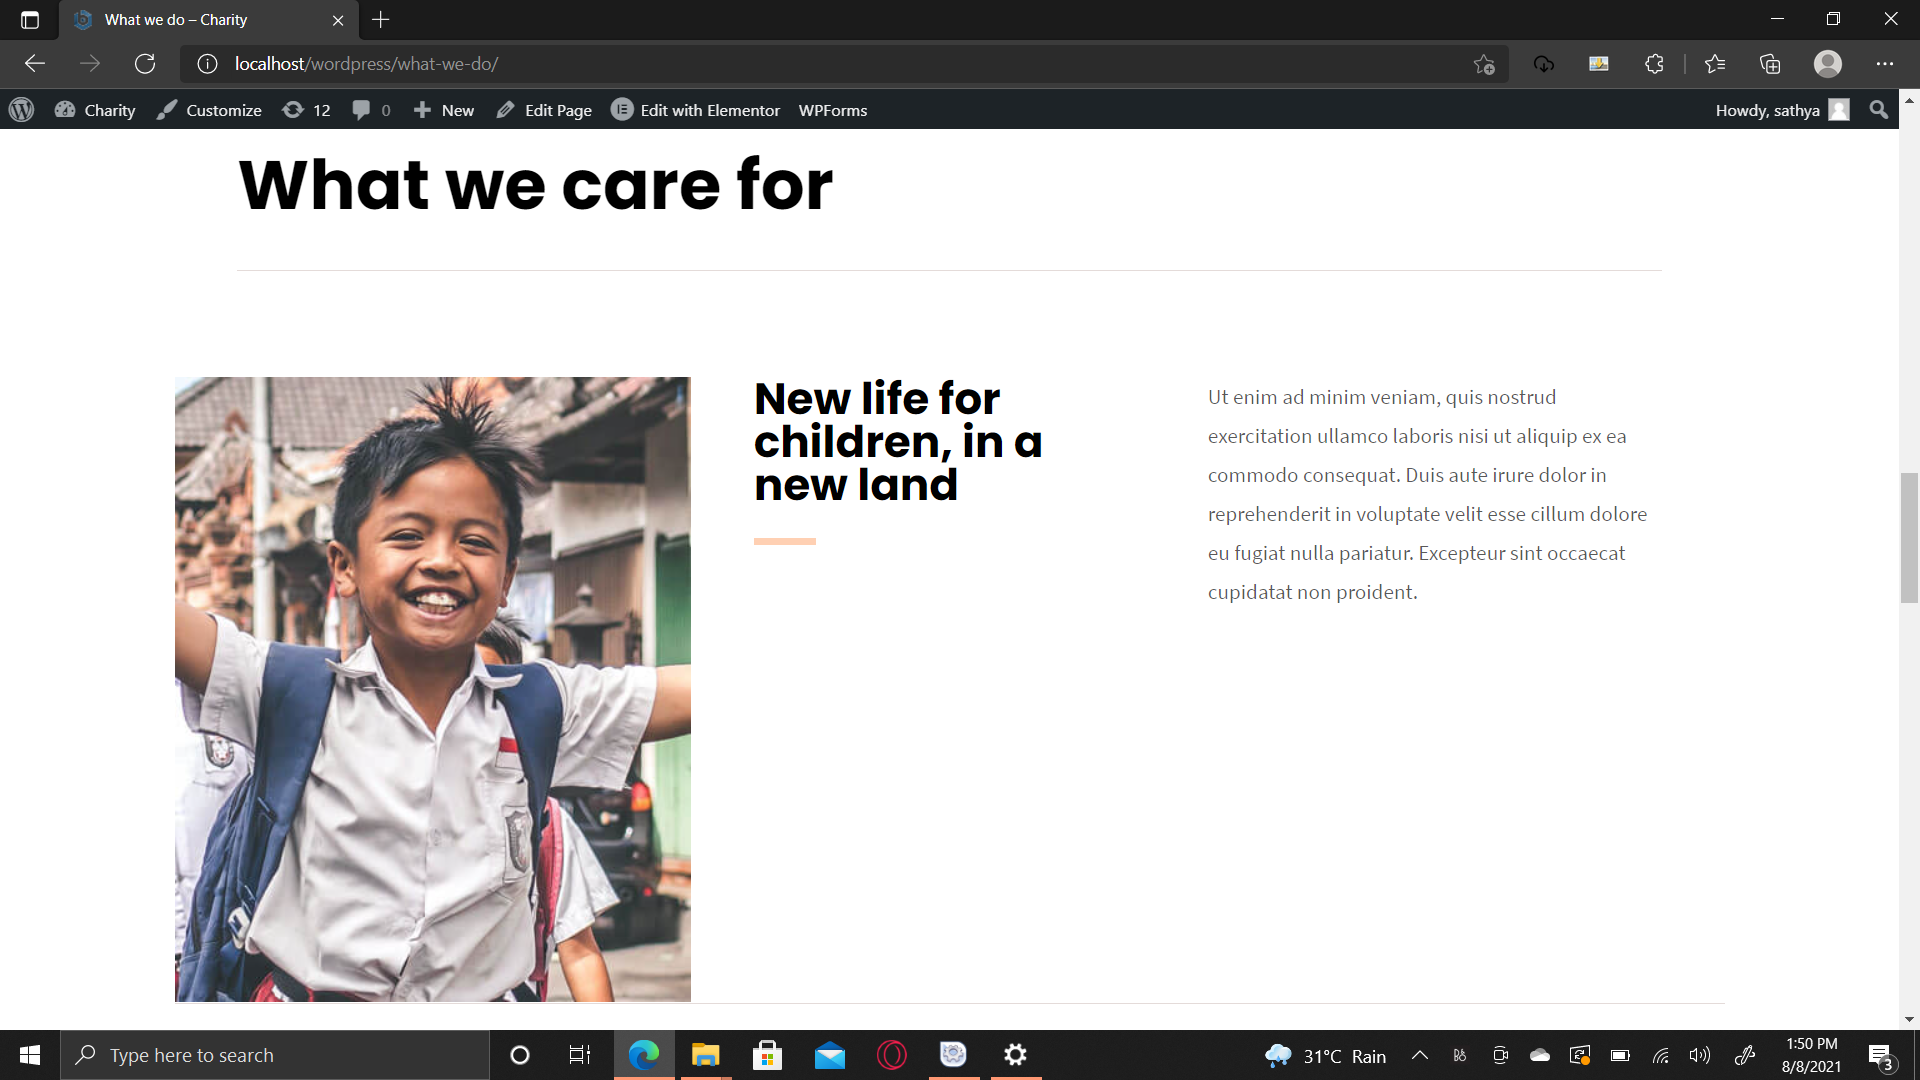 What we do – Charity
localhost/wordpress/what-we-do/
Charity Customize 12 0 New Edit Page Edit with Elementor WPForms Howdy, sathya
What we care for
New life for
children, in a
new land
Ut enim ad minim veniam, quis nostrud
exercitation ullamco laboris nisi ut aliquip ex ea
commodo consequat. Duis aute irure dolor in
reprehenderit in voluptate velit esse cillum dolore
eu fugiat nulla pariatur. Excepteur sint occaecat
cupidatat non proident.
Type here to search
31°C Rain
1:50 PM
8/8/2021
3